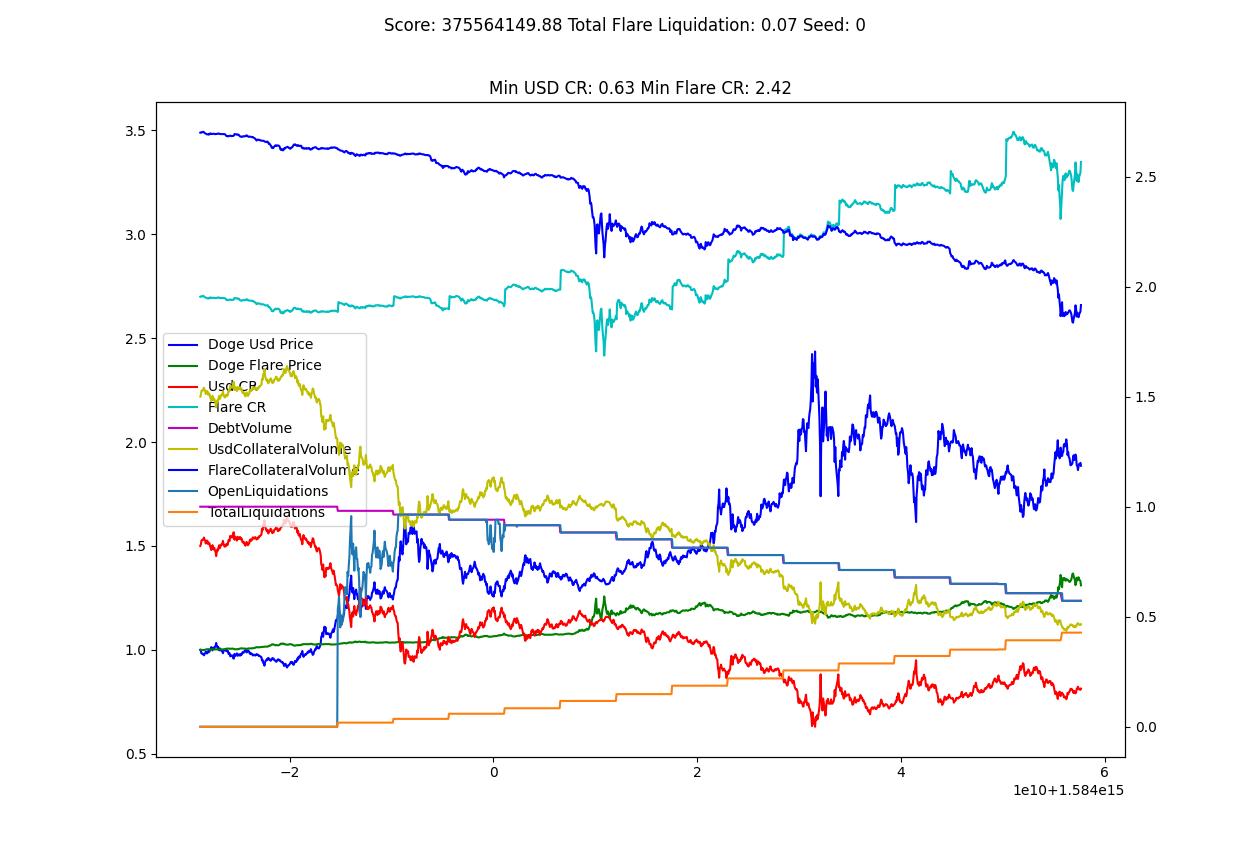 Score: 375564149.88 Total Flare Liquidation: 0.07 Seed: 0
Min USD CR: 0.63 Min Flare CR: 2.42
3.5
3.0
2.5
2.0
1.5
1.0
0.5
Doge Usd Price
Doge Flare Price
Usd CR
Flare CR
DebtVolume
UsdCollateralVolume
FlareCollateralVolume
OpenLiquidations
TotalLiquidations
2.5
2.0
1.5
1.0
0.5
0.0
−2 0 2 4 6
1e10+1.584e15